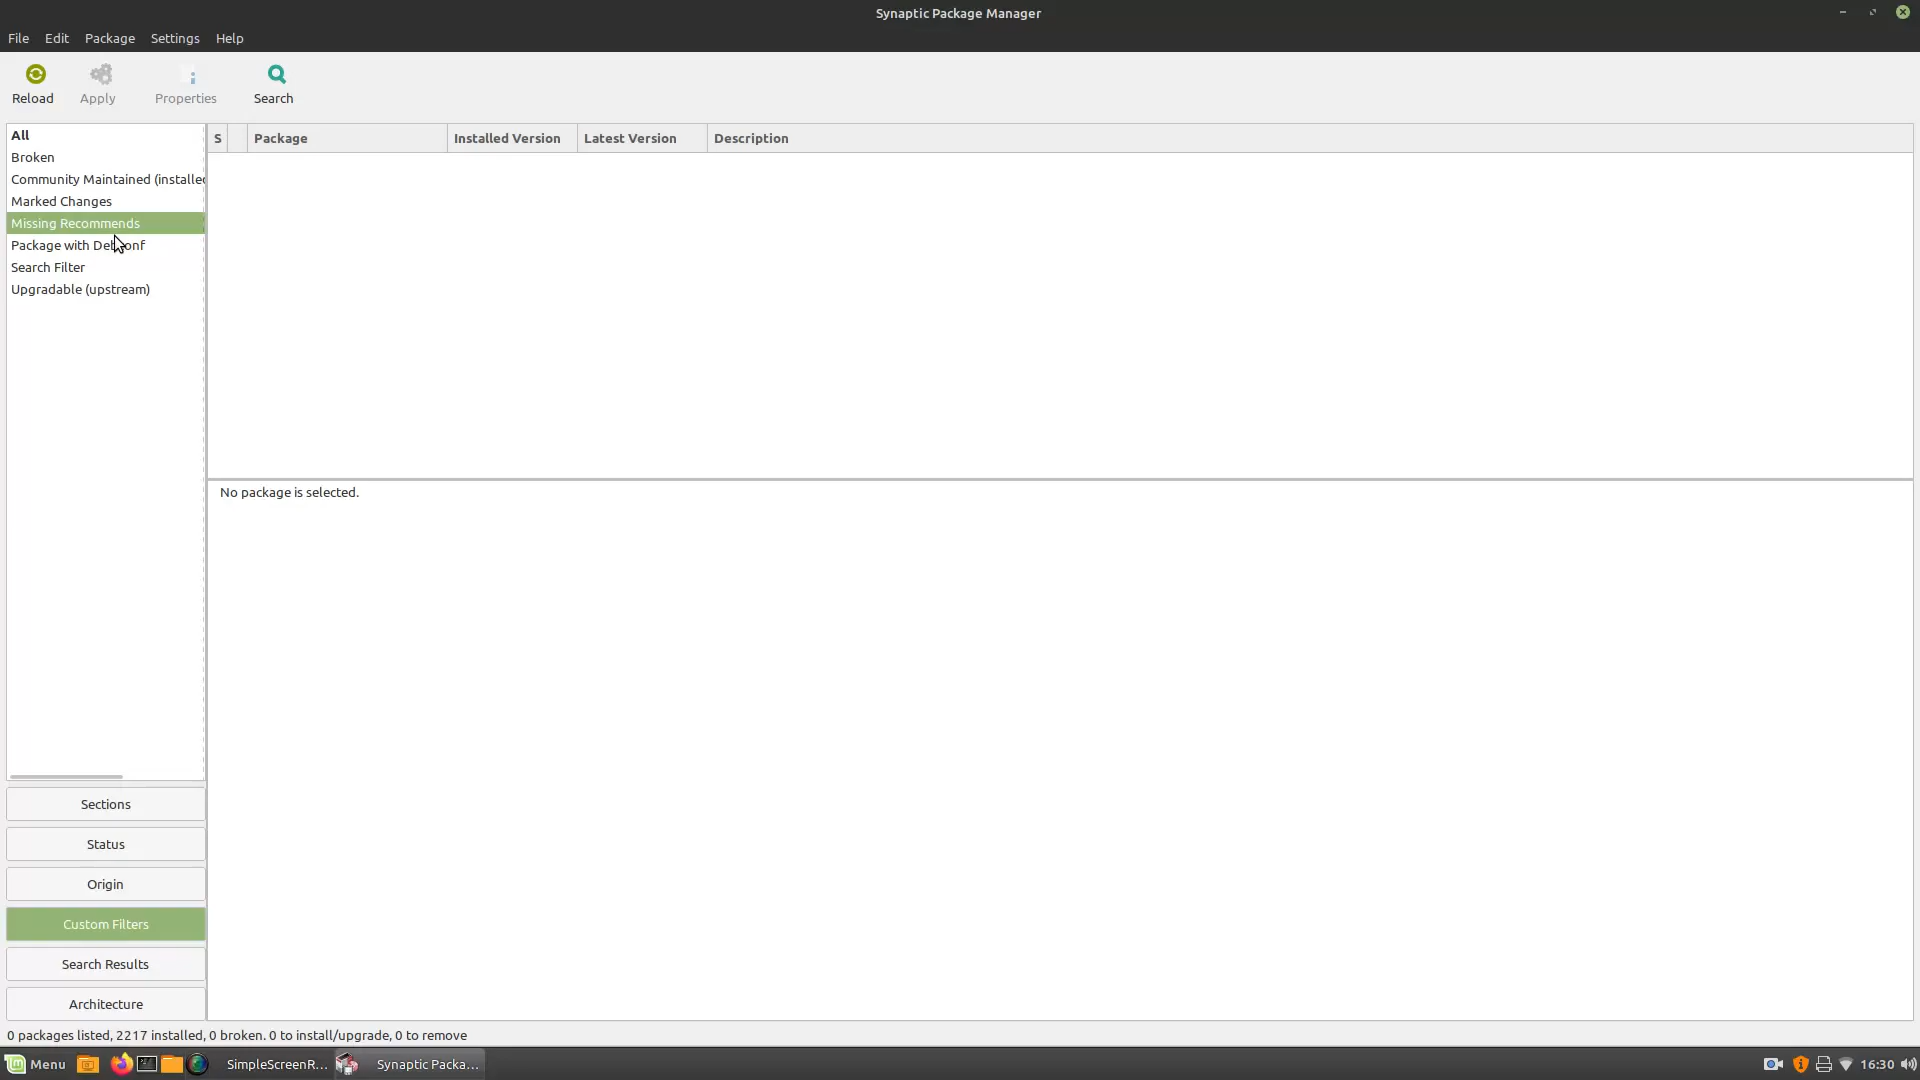 Synaptic Package Manager
File Edit Package Settings Help
Reload Apply Properties Search
All
Broken
Community Maintained (installed
Marked Changes
Missing Recommends
Package with Debconf
Search Filter
Upgradable (upstream)
S Package Installed Version Latest Version Description
No package is selected.
Sections
Status
Origin
Custom Filters
Search Results
Architecture
0 packages listed, 2217 installed, 0 broken. 0 to install/upgrade, 0 to remove
Menu SimpleScreenR... Synaptic Packa... 16:30